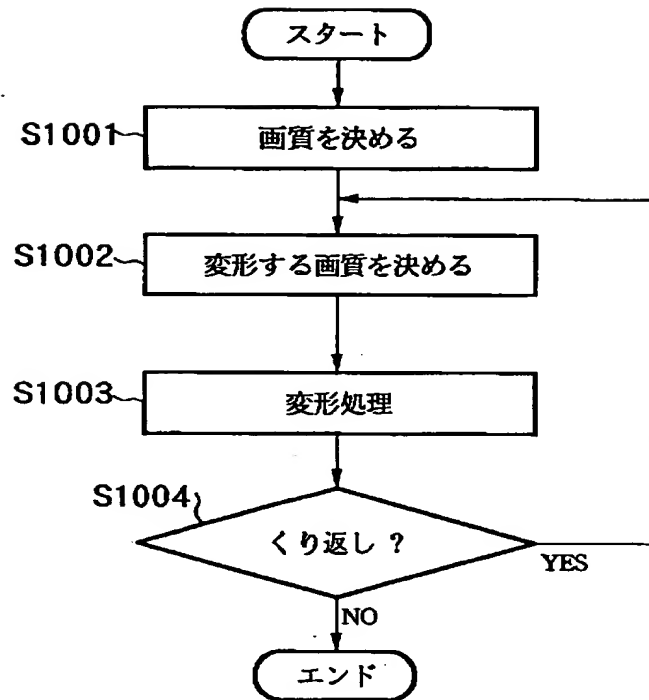 スタート
S1001
画質を決める
S1002
変形する画質を決める
S1003
変形処理
S1004
くり返し ?
YES
NO
エンド